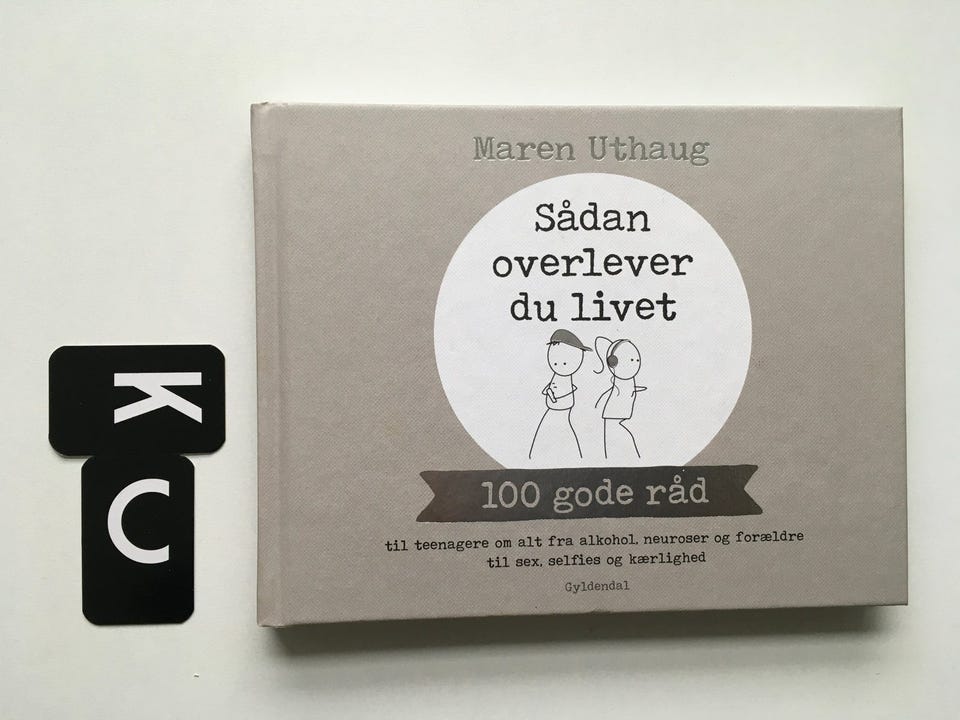 Maren Uthaug
Sådan
overlever
du livet
100 gode råd
til teenagere om alt fra alkohol, neuroser og forældre
til sex, selfies og kærlighed
Gyldendal
K
C